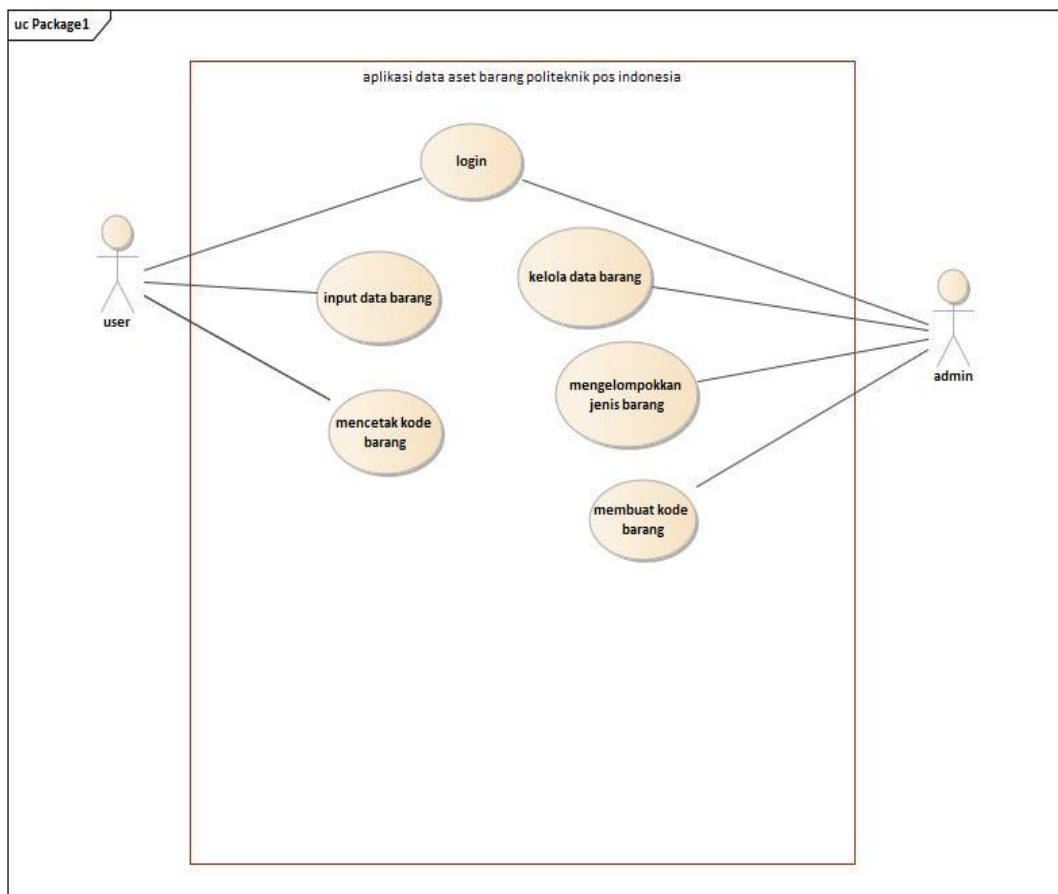 uc Package1
aplikasi data aset barang politeknik pos indonesia
login
kelola data barang
input data barang
user
admin
mengelompokkan
jenis barang
mencetak kode
barang
membuat kode
barang